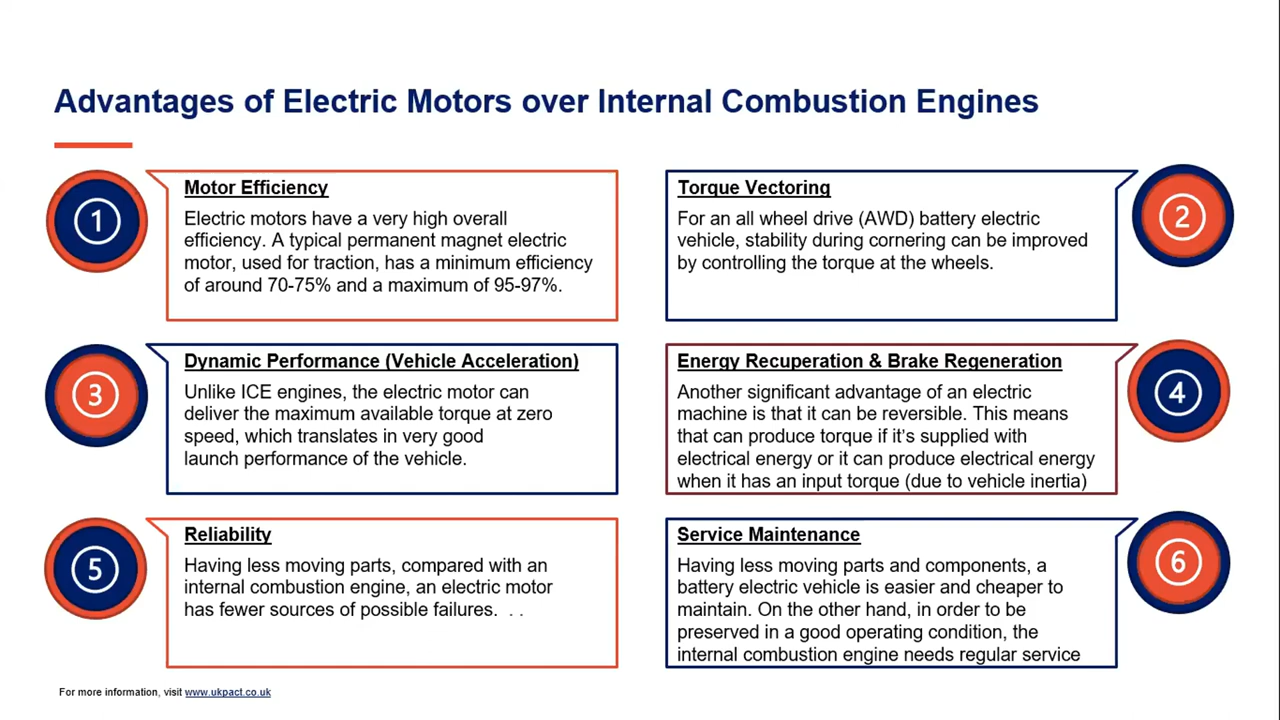 Advantages of Electric Motors over Internal Combustion Engines
1
Motor Efficiency
Electric motors have a very high overall
efficiency. A typical permanent magnet electric
motor, used for traction, has a minimum efficiency
of around 70-75% and a maximum of 95-97%.
Torque Vectoring
For an all wheel drive (AWD) battery electric
vehicle, stability during cornering can be improved
by controlling the torque at the wheels.
2
3
Dynamic Performance (Vehicle Acceleration)
Unlike ICE engines, the electric motor can
deliver the maximum available torque at zero
speed, which translates in very good
launch performance of the vehicle.
Energy Recuperation & Brake Regeneration
Another significant advantage of an electric
machine is that it can be reversible. This means
that can produce torque if it's supplied with
electrical energy or it can produce electrical energy
when it has an input torque (due to vehicle inertia)
4
5
Reliability
Having less moving parts, compared with an
internal combustion engine, an electric motor
has fewer sources of possible failures. . .
Service Maintenance
Having less moving parts and components, a
battery electric vehicle is easier and cheaper to
maintain. On the other hand, in order to be
preserved in a good operating condition, the
internal combustion engine needs regular service
6
For more information, visit www.ukpact.co.uk